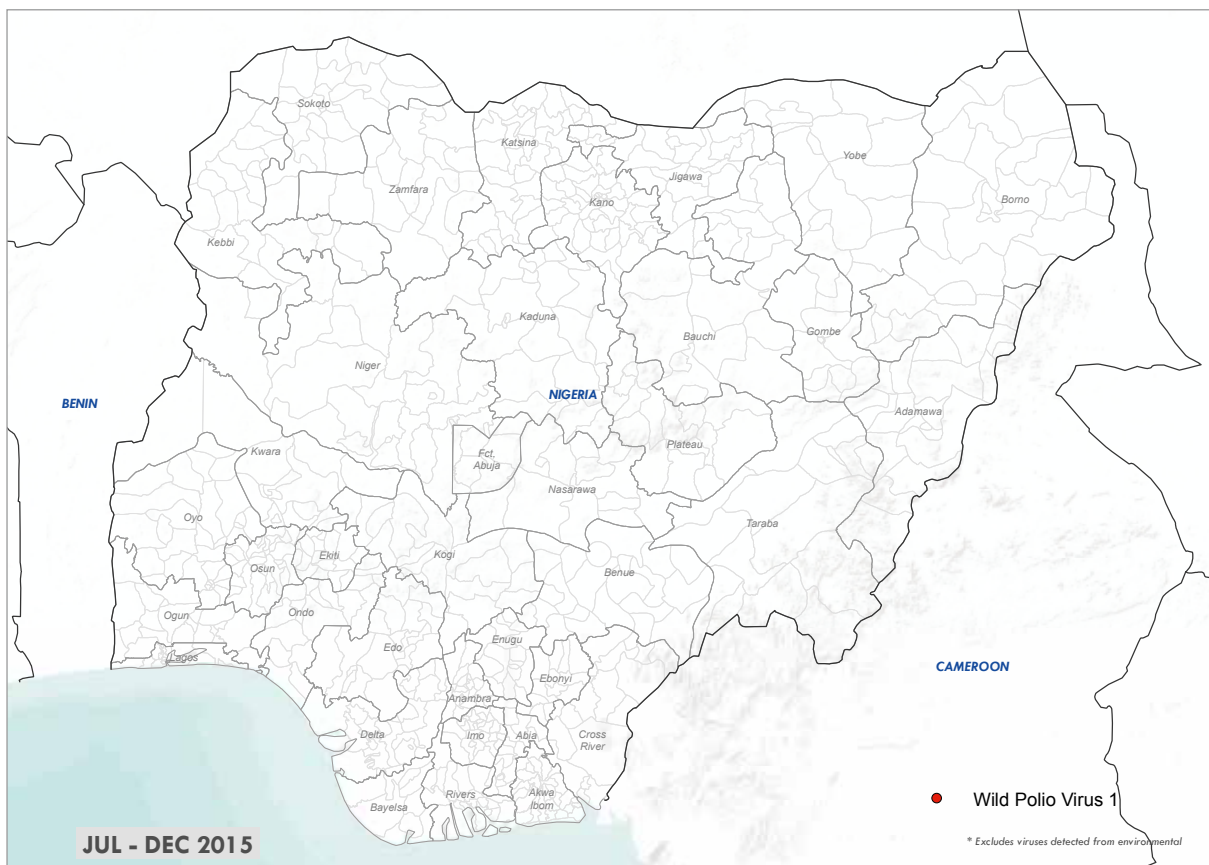 Sokoto
Katsina
Yobe
Jigawa
Zamfara
Kano
Borno
Kebbi
Kaduna
Gombe
Bauchi
Niger
NIGERIA
BENIN
Adamawa
Plateau
Kwara
Fct.
Abuja
Nasarawa
Oyo
Taraba
Kogi
Ekiti
Osun
Benue
Ogun
Ondo
Enugu
Edo
Lagos
CAMEROON
Ebonyi
Anambra
Delta
Imo
Abia
Cross
River
Akwa
Ibom
Rivers
Bayelsa
Wild Polio Virus 1
* Excludes viruses detected from environmental
JUL - DEC 2015